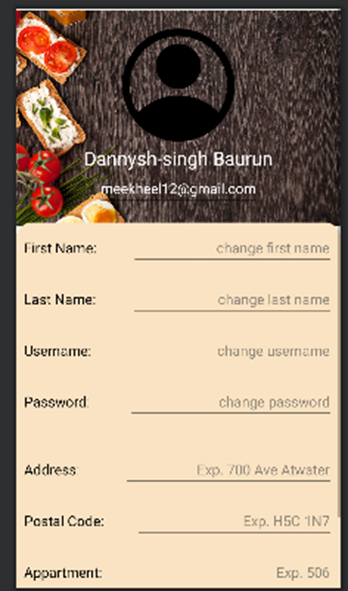 Dannysh-singh Baurun
meekheel12@gmail.com
First Name: change first name
Last Name: change last name
Username: change username
Password: change password
Address: Exp. 700 Ave Atwater
Postal Code: Exp. H5C 1N7
Appartment: Exp. 506